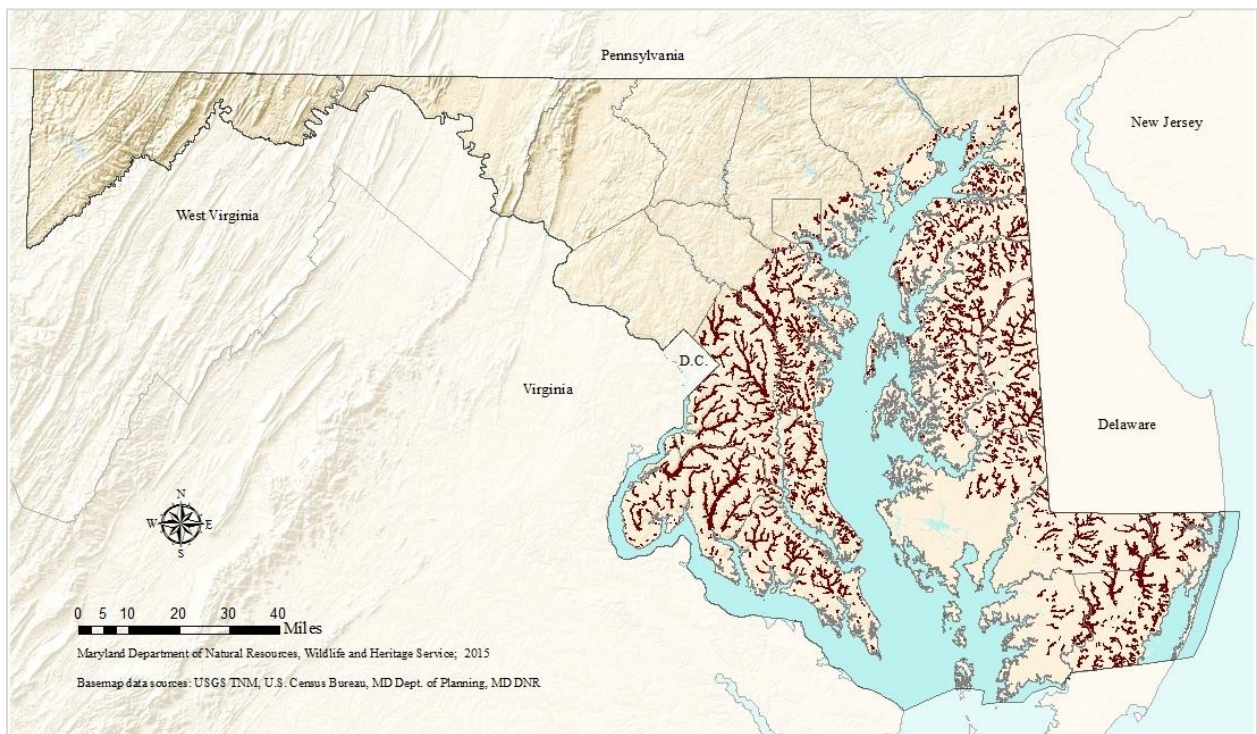 Pennsylvania
New Jersey
West Virginia
D.C.
Virginia
Delaware
N
W E
S
0 5 10 20 30 40
Miles
Maryland Department of Natural Resources, Wildlife and Heritage Service; 2015
Basemap data sources: USGS TNM, U.S. Census Bureau, MD Dept. of Planning, MD DNR